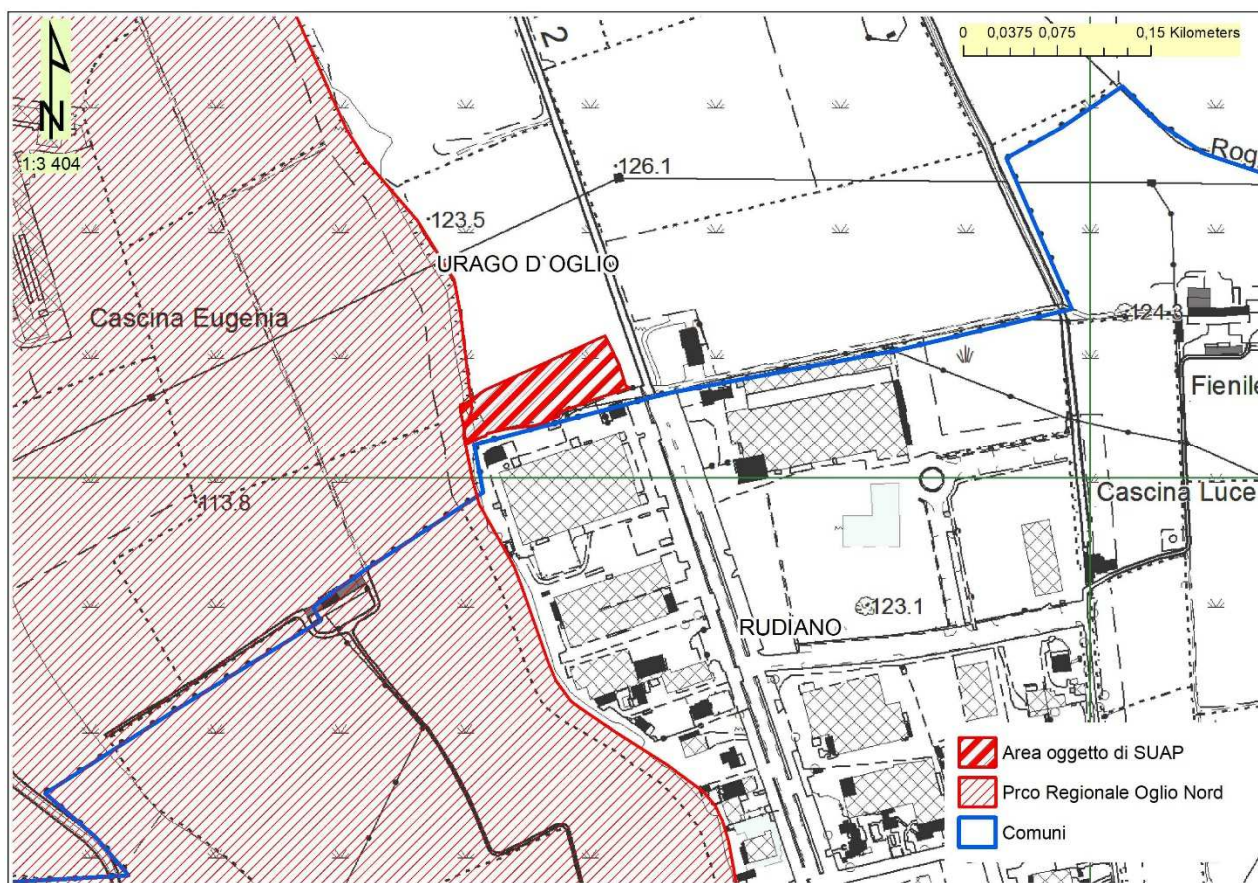 2
0 0,0375 0,075 0,15 Kilometers
N
1:3 404
Rog
126.1
123.5
URAGO D`OGLIO
Cascina Eugenia
124.3
Fienile
Cascina Luce
113.8
123.1
RUDIANO
Area oggetto di SUAP
Prco Regionale Oglio Nord
Comuni